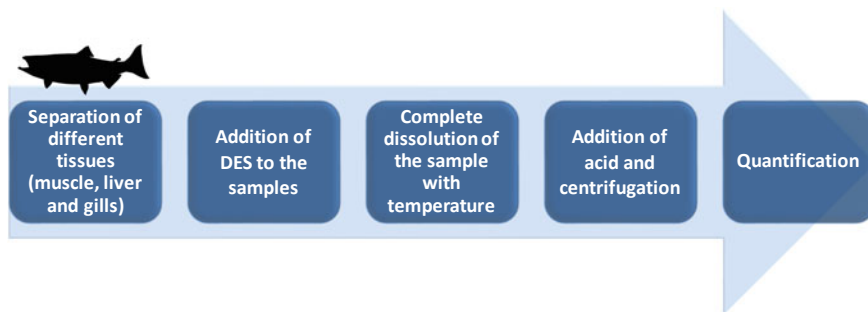 Separation of
different
tissues
(muscle, liver
and gills)
Addition of
DES to the
samples
Complete
dissolution of
the sample
with
temperature
Addition of
acid and
centrifugation
Quantification